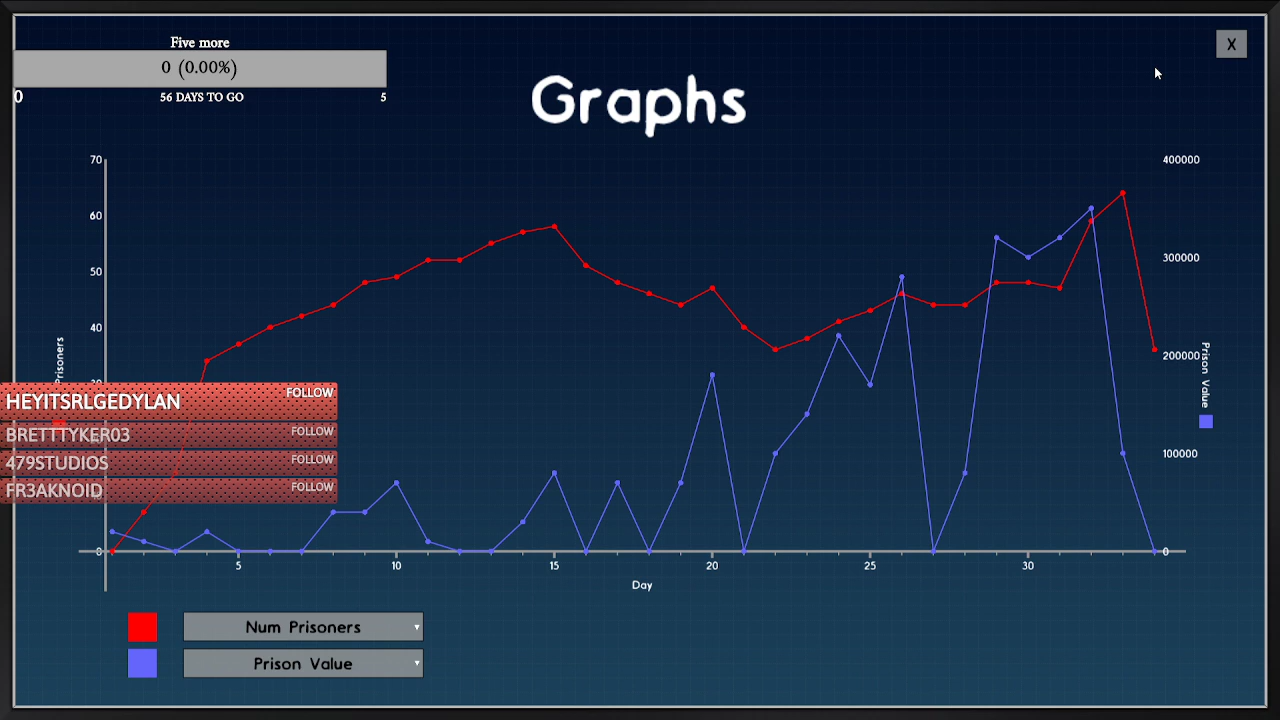 Five more
X
0 (0.00%)
0
56 DAYS TO GO
5
Graphs
70
60
50
40
400000
300000
200000
100000
0
Prisoners
Prison Value
HEYITSRLGEDYLAN
FOLLOW
BRETTTYKER03
FOLLOW
479STUDIOS
FOLLOW
FR3AKNOID
FOLLOW
0
5
10
15
20
25
30
Day
Num Prisoners
Prison Value